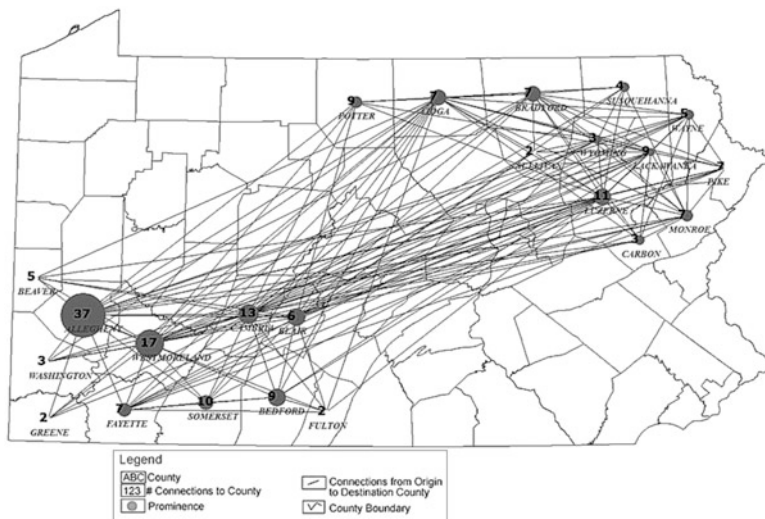 4
SUSQUEHANNA
9
POTTER
7
TIOGA
7
BRADFORD
5
WAYNE
3
WYOMING
2
SULLIVAN
9
LACKAWANNA
2
PIKE
11
LUZERNE
7
MONROE
3
CARBON
5
BEAVER
37
ALLEGHENY
13
CAMBRIA
6
BLAIR
17
WESTMORELAND
3
WASHINGTON
2
GREENE
7
FAYETTE
10
SOMERSET
9
BEDFORD
2
FULTON
Legend
ABC County
123 # Connections to County
Prominence
Connections from Origin
to Destination County
County Boundary